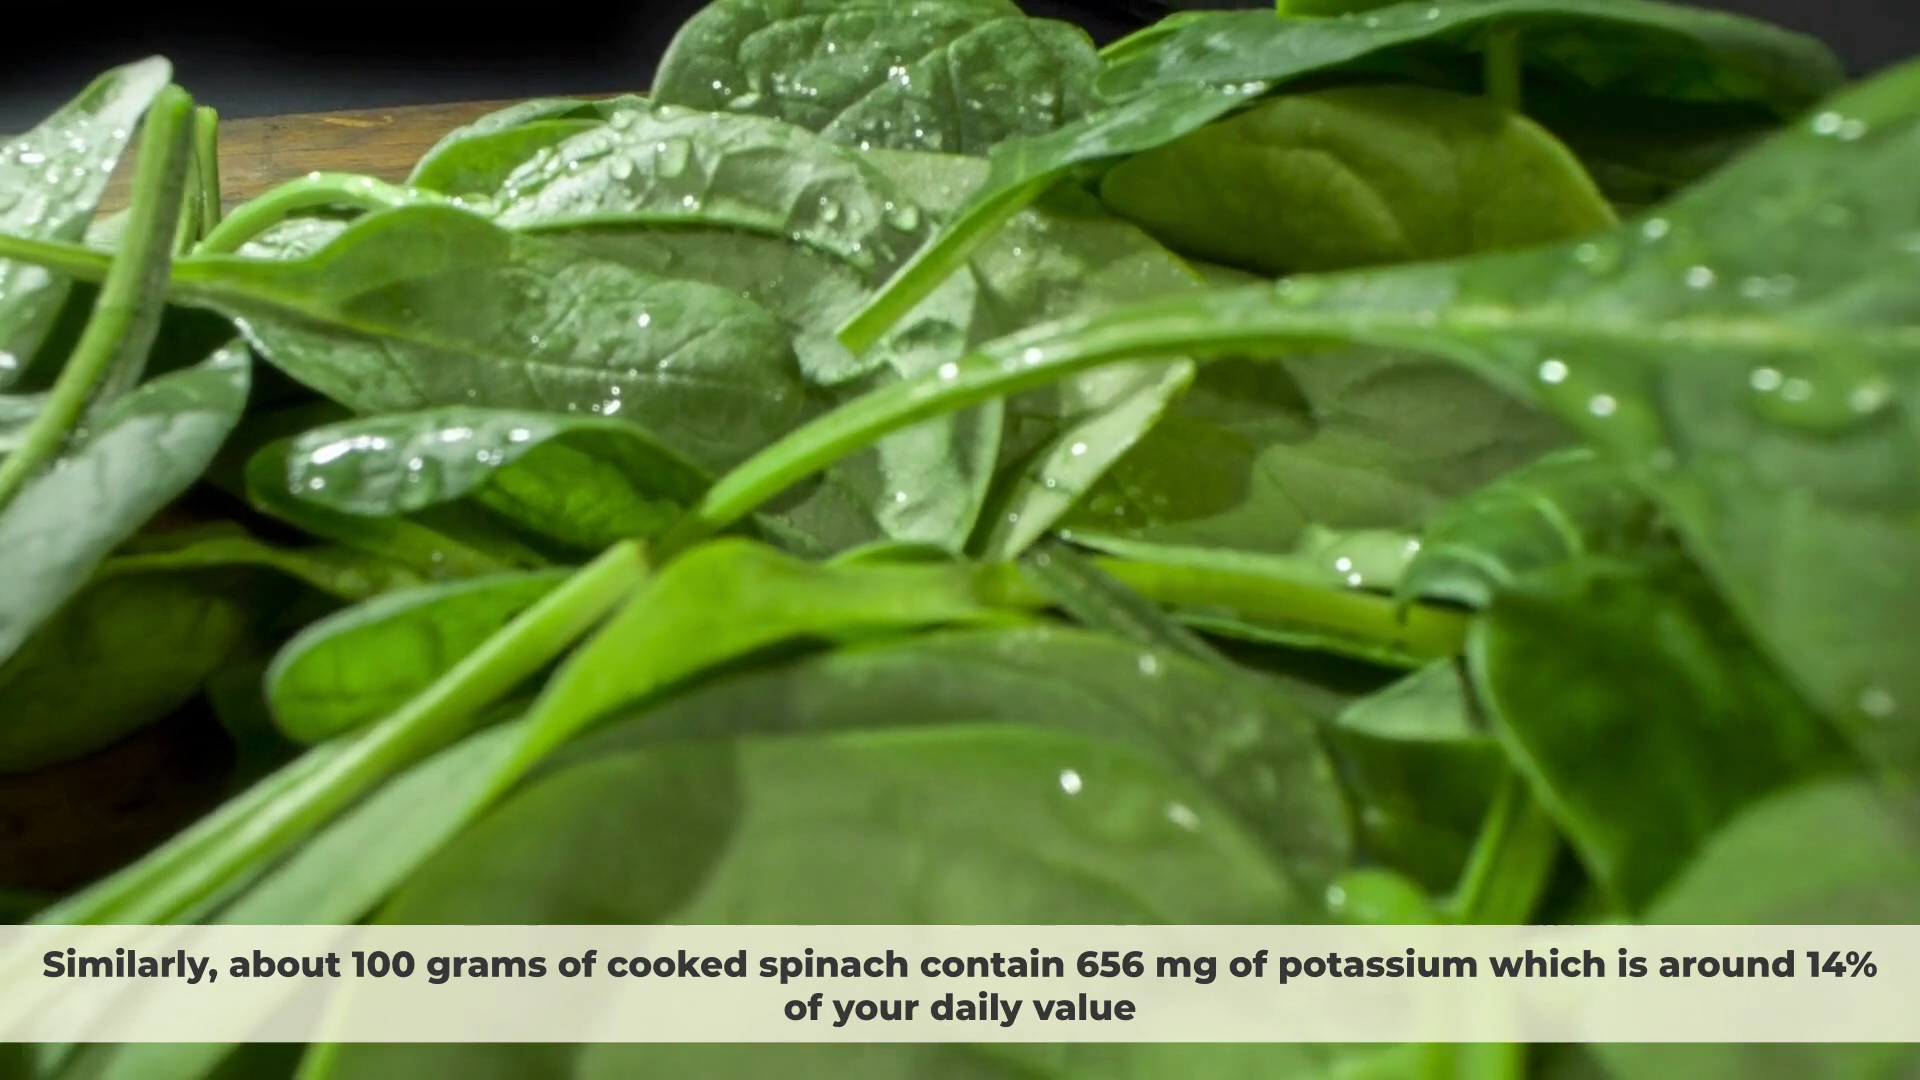 Similarly, about 100 grams of cooked spinach contain 656 mg of potassium which is around 14%
of your daily value